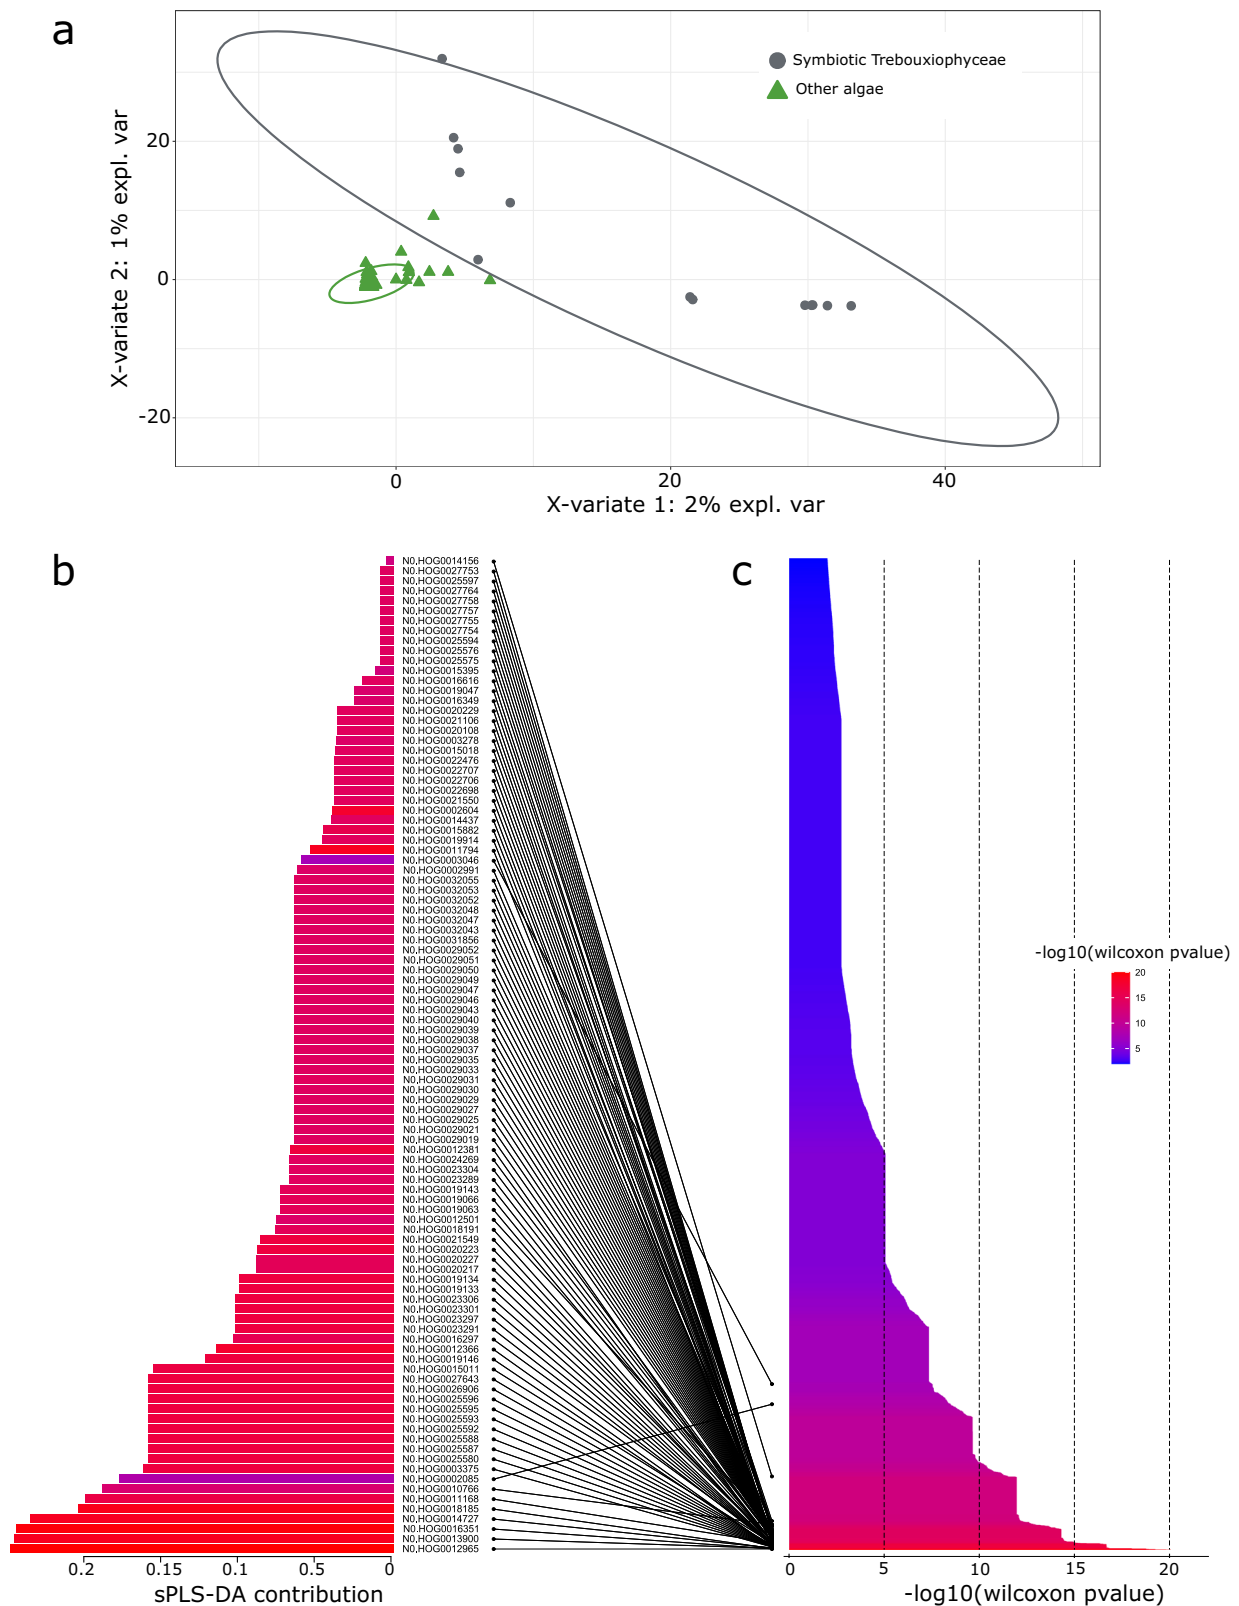 a
Symbiotic Trebouxiophyceae
Other algae
X-variate 2: 1% expl. var
20
0
-20
0
20
40
X-variate 1: 2% expl. var
b
c
N0,HOG0014156
N0.HOG0027753
N0,HOG0025597
N0.HOG0027764
N0,HOG0027758
N0.HOG0027757
N0,HOG0027755
N0.HOG0027754
N0,HOG0025594
N0,HOG0025576
N0,HOG0025575
N0.HOG0015395
N0,HOG0016616
N0.HOG0019047
N0,HOG0016349
N0.HOG0020229
N0,HOG0021106
N0,HOG0020108
N0.HOG0003278
N0.HOG0015018
N0.HOG0022476
N0,HOG0022707
N0.HOG0022706
N0,HOG0022698
N0.HOG0021550
N0,HOG0002604
N0.HOG0014437
N0,HOG0015882
N0.HOG0019914
N0,HOG0011794
N0,HOG0003046
N0,HOG0002991
N0.HOG0032055
N0,HOG0032053
N0.HOG0032052
N0,HOG0032048
N0.HOG0032047
N0,HOG0032043
N0.HOG0031856
N0,HOG0029052
N0.HOG0029051
N0,HOG0029050
N0.HOG0029049
N0,HOG0029047
N0.HOG0029046
N0,HOG0029043
N0.HOG0029040
N0,HOG0029039
N0.HOG0029038
N0,HOG0029037
N0.HOG0029035
N0,HOG0029033
N0.HOG0029031
N0,HOG0029030
N0.HOG0029029
N0,HOG0029027
N0.HOG0029025
N0,HOG0029021
N0.HOG0029019
N0,HOG0012381
N0.HOG0024269
N0,HOG0023304
N0.HOG0023289
N0,HOG0019143
N0.HOG0019066
N0,HOG0019063
N0.HOG0012501
N0,HOG0018191
N0.HOG0021549
N0,HOG0020223
N0.HOG0020227
N0,HOG0020217
N0.HOG0019134
N0,HOG0019133
N0.HOG0023306
N0,HOG0023301
N0.HOG0023297
N0,HOG0023291
N0.HOG0016297
N0,HOG0012366
N0.HOG0019146
N0,HOG0015011
N0.HOG0027643
N0,HOG0026906
N0.HOG0025596
N0,HOG0025595
N0.HOG0025593
N0,HOG0025592
N0.HOG0025588
N0,HOG0025587
N0.HOG0025580
N0,HOG0003375
N0,HOG0002085
N0,HOG0010766
N0,HOG0011168
N0.HOG0018185
N0,HOG0014727
N0.HOG0016351
N0,HOG0013900
N0,HOG0012965
0.2
0.15
0.1
0.5
0
sPLS-DA contribution
-log10(wilcoxon pvalue)
20
15
10
5
0
5
10
15
20
-log10(wilcoxon pvalue)